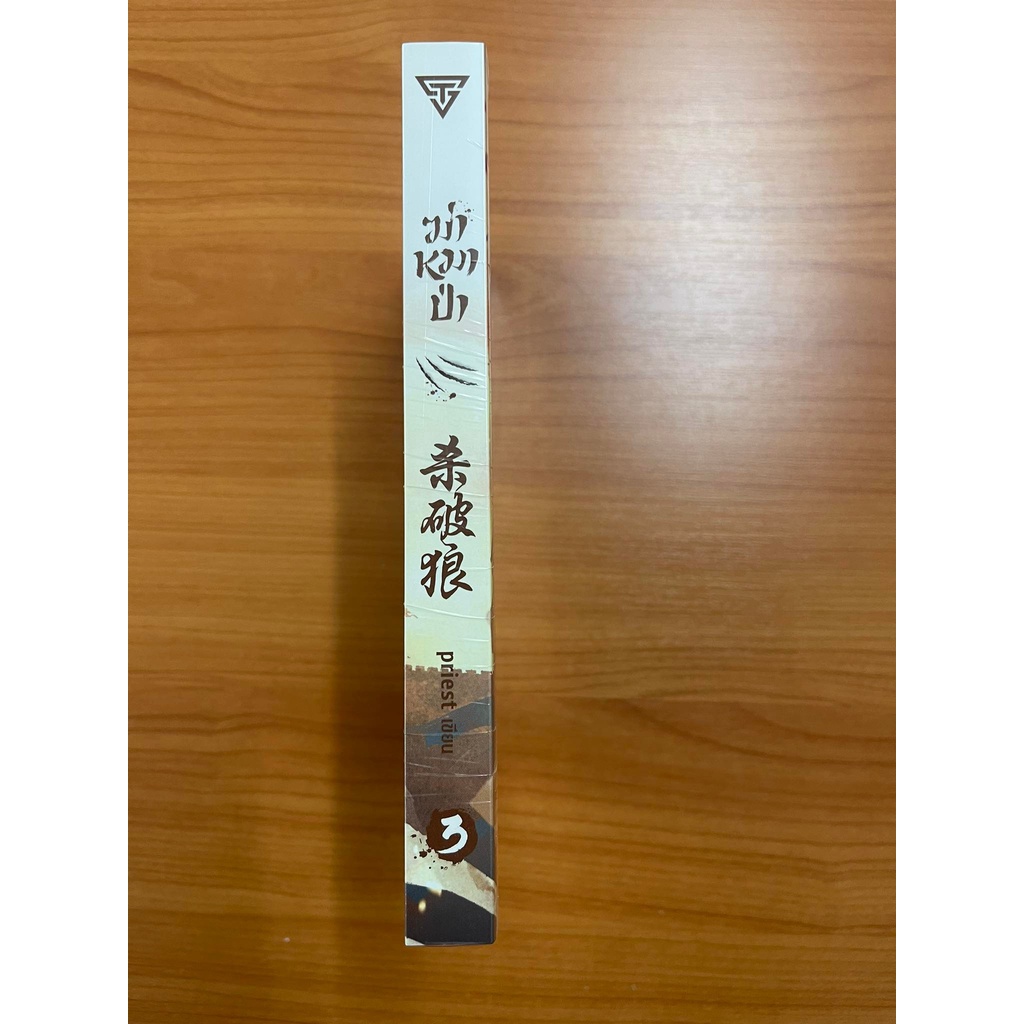 ฆ่า
หมา
ป่า
杀
破
狼
priest เขียน
3